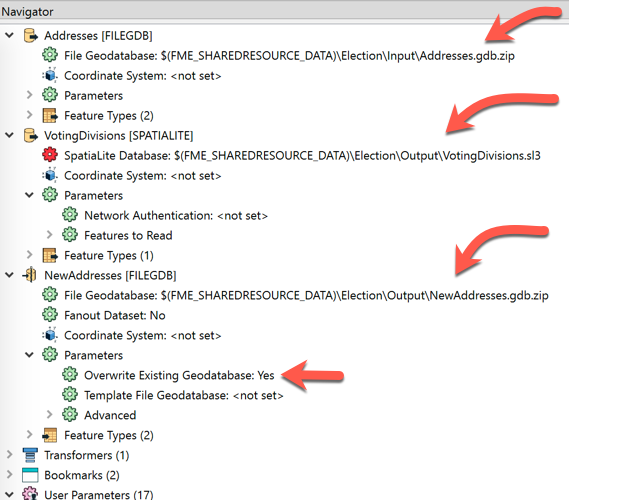 Navigator
Addresses [FILEGDB]
File Geodatabase: $(FME_SHAREDRESOURCE_DATA)\Election\Input\Addresses.gdb.zip
Coordinate System: <not set>
Parameters
Feature Types (2)
VotingDivisions [SPATIALITE]
SpatiaLite Database: $(FME_SHAREDRESOURCE_DATA)\Election\Output\VotingDivisions.sl3
Coordinate System: <not set>
Parameters
Network Authentication: <not set>
Features to Read
Feature Types (1)
NewAddresses [FILEGDB]
File Geodatabase: $(FME_SHAREDRESOURCE_DATA)\Election\Output\NewAddresses.gdb.zip
Fanout Dataset: No
Coordinate System: <not set>
Parameters
Overwrite Existing Geodatabase: Yes
Template File Geodatabase: <not set>
Advanced
Feature Types (2)
Transformers (1)
Bookmarks (2)
User Parameters (17)